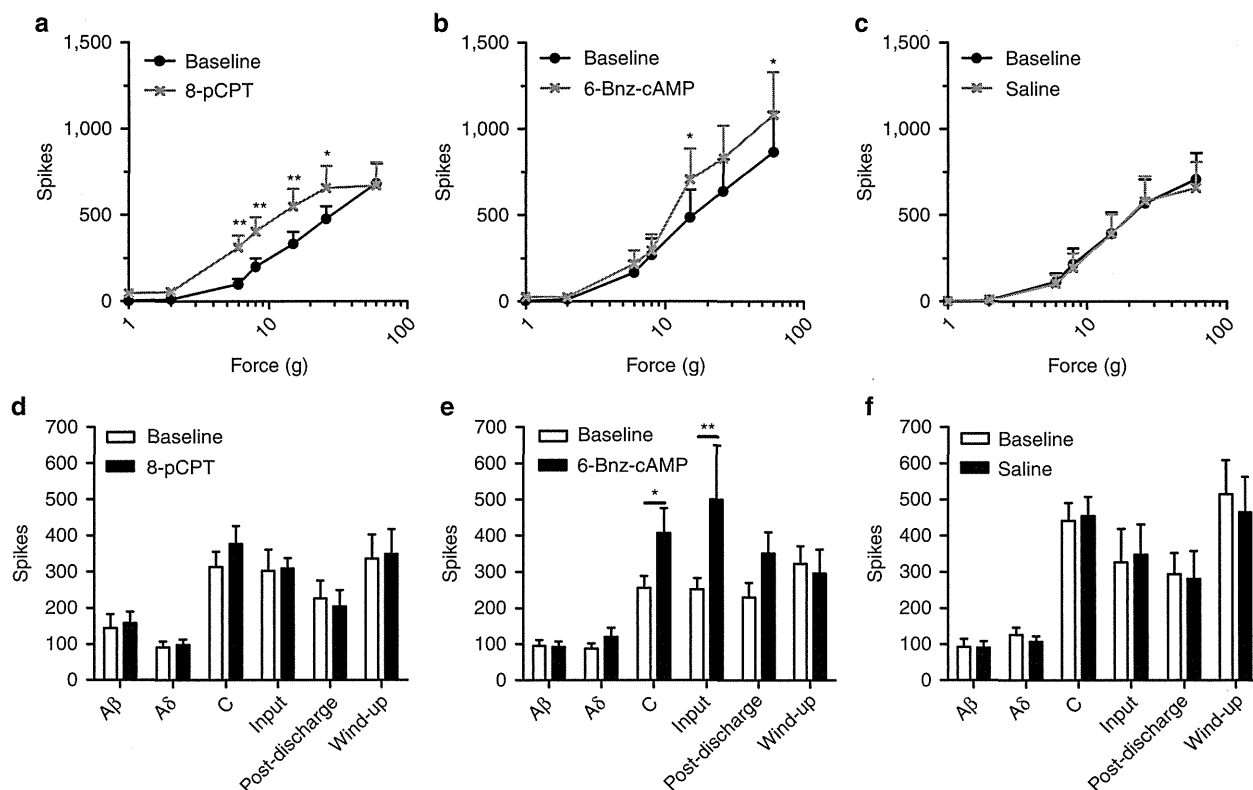 a
1,500
1,000
500
0
Spikes
Baseline
8-pCPT
**
**
**
*
1
10
100
Force (g)
b
1,500
1,000
500
0
Spikes
Baseline
6-Bnz-cAMP
*
*
1
10
100
Force (g)
c
1,500
1,000
500
0
Spikes
Baseline
Saline
1
10
100
Force (g)
d
700
600
500
400
300
200
100
0
Spikes
Baseline
8-pCPT
Aβ
Aδ
C
Input
Post-discharge
Wind-up
e
700
600
500
400
300
200
100
0
Spikes
Baseline
6-Bnz-cAMP
*
**
Aβ
Aδ
C
Input
Post-discharge
Wind-up
f
700
600
500
400
300
200
100
0
Spikes
Baseline
Saline
Aβ
Aδ
C
Input
Post-discharge
Wind-up